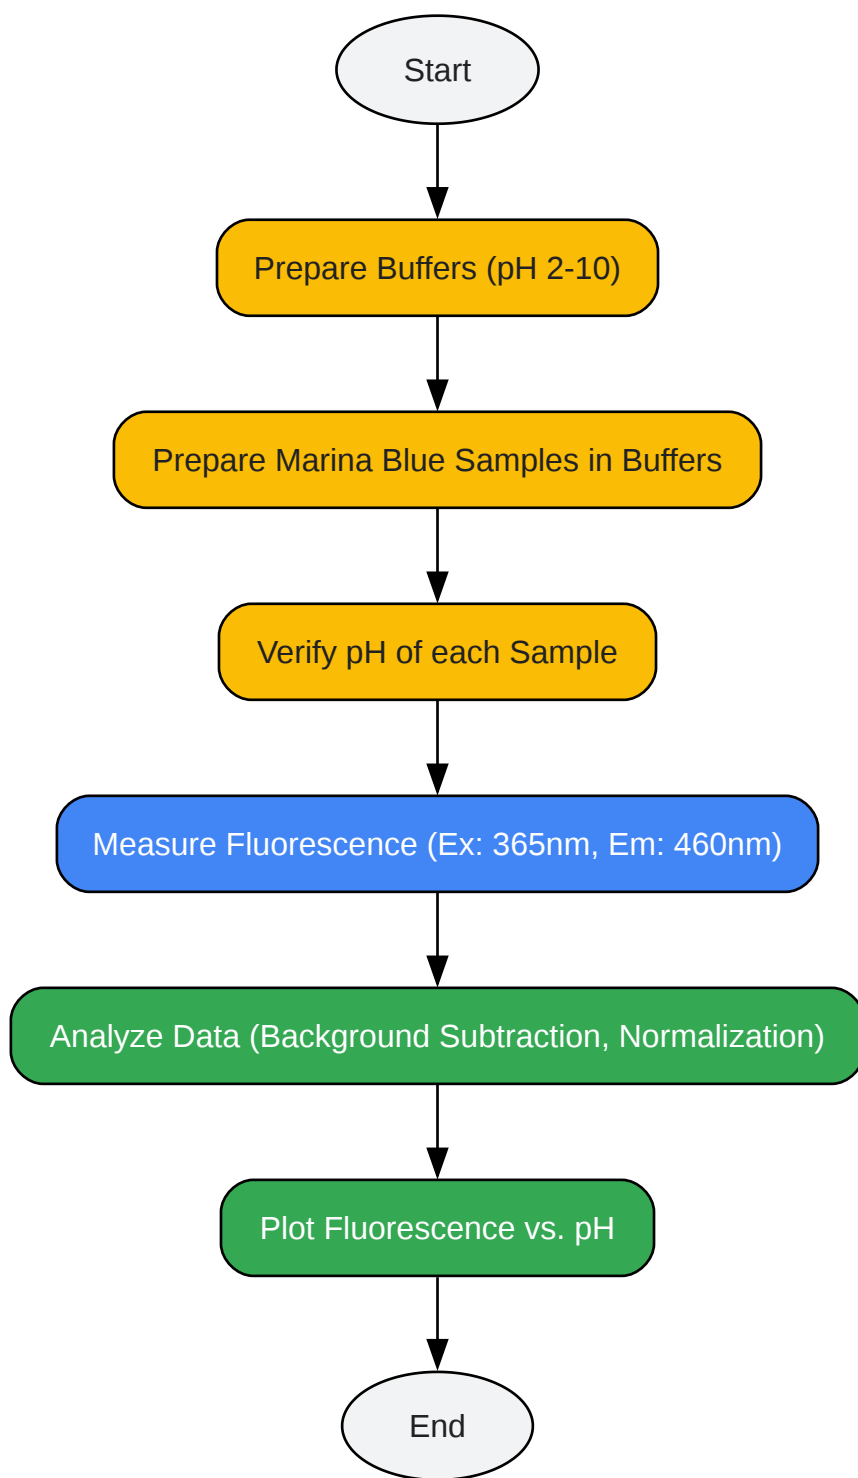 Start
Prepare Buffers (pH 2-10)
Prepare Marina Blue Samples in Buffers
Verify pH of each Sample
Measure Fluorescence (Ex: 365nm, Em: 460nm)
Analyze Data (Background Subtraction, Normalization)
Plot Fluorescence vs. pH
End